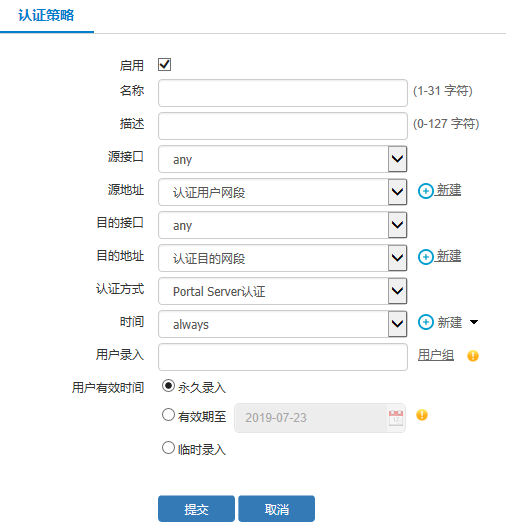 认证策略
启用
名称 (1-31 字符)
描述 (0-127 字符)
源接口 any
源地址 认证用户网段 新建
目的接口 any
目的地址 认证目的网段 新建
认证方式 Portal Server认证
时间 always 新建
用户录入 用户组
用户有效时间 永久录入
有效期至 2019-07-23
临时录入
提交 取消